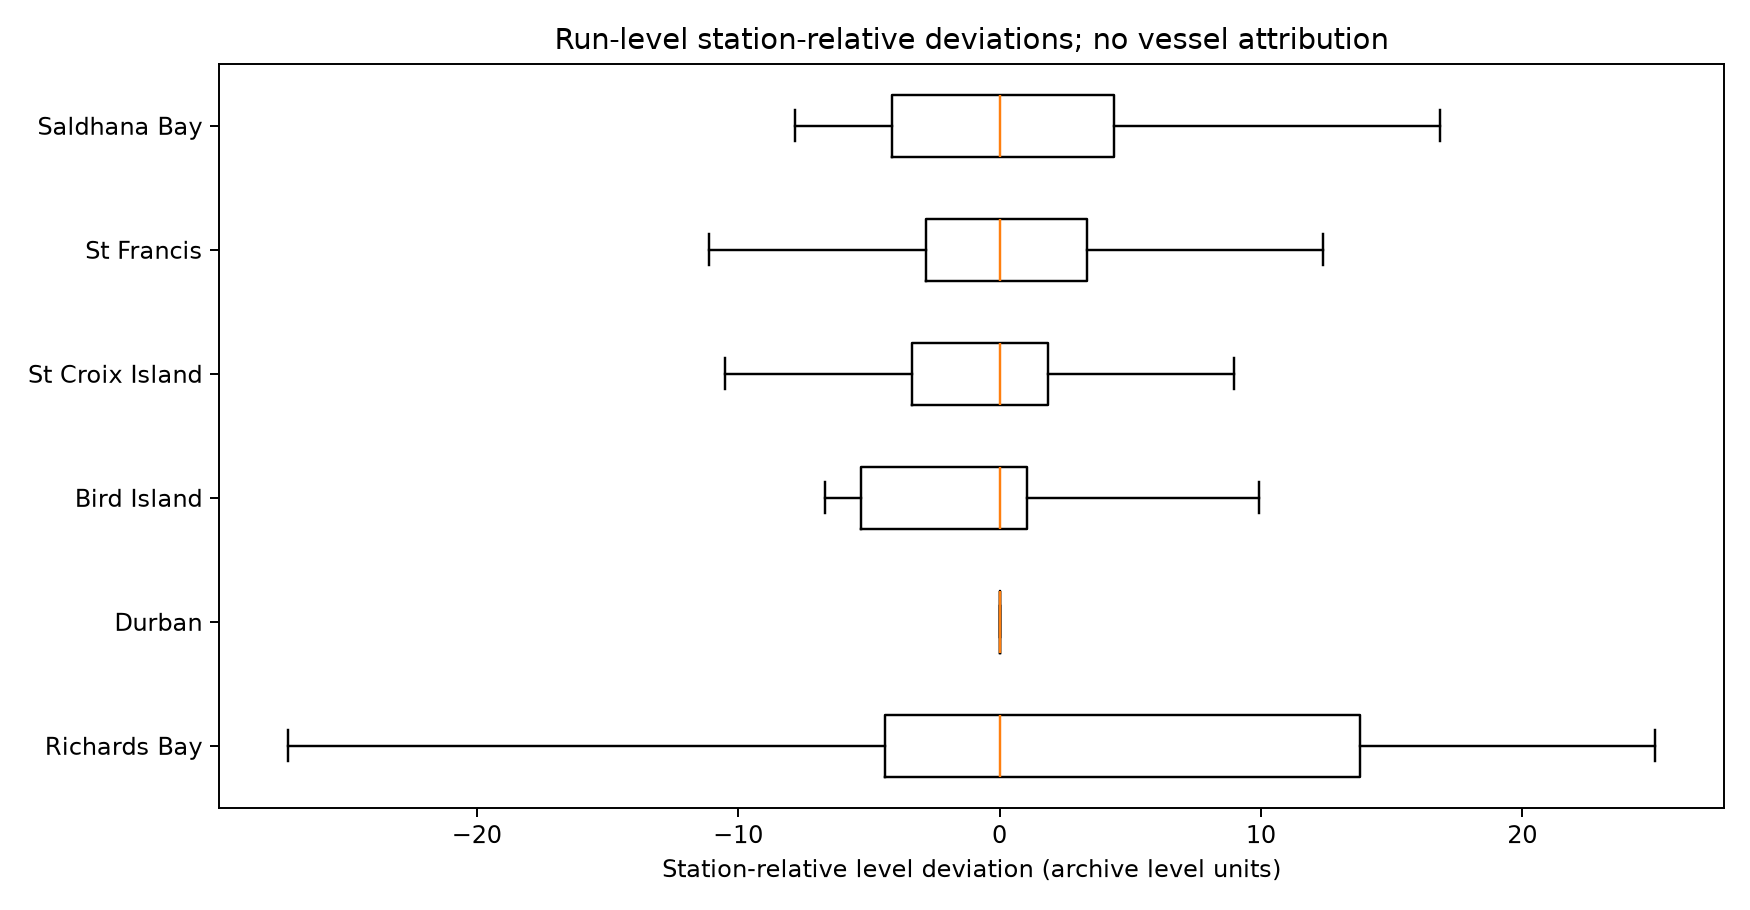 Run-level station-relative deviations; no vessel attribution
Saldhana Bay
St Francis
St Croix Island
Bird Island
Durban
Richards Bay
−20 −10 0 10 20
Station-relative level deviation (archive level units)